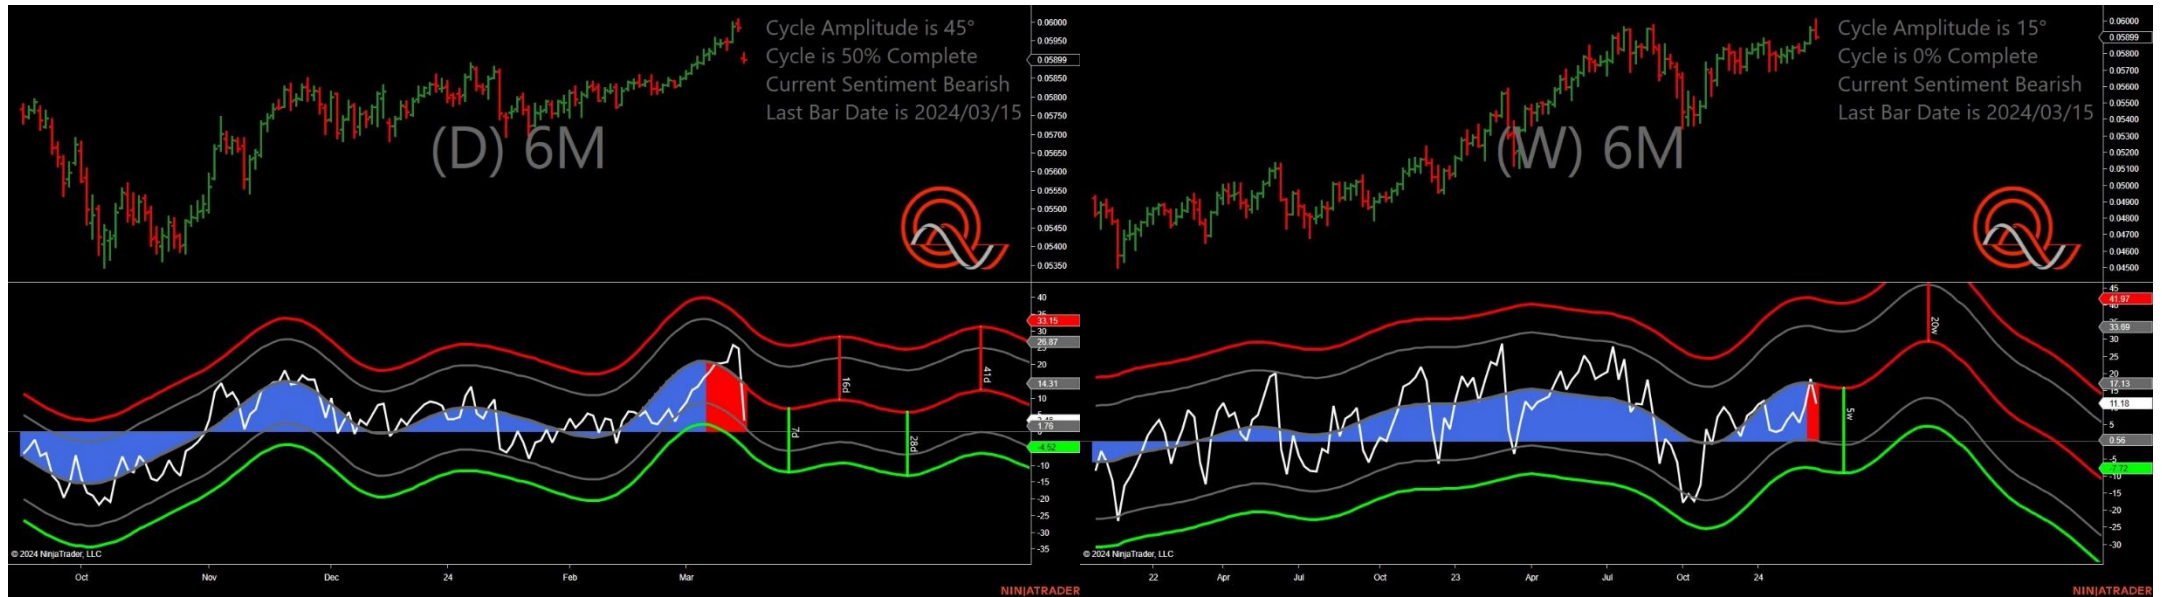 Cycle Amplitude is 45°
Cycle is 50% Complete
Current Sentiment Bearish
Last Bar Date is 2024/03/15
(D) 6M
0.06000
0.05950
0.05899
0.05850
0.05800
0.05750
0.05700
0.05650
0.05600
0.05550
0.05500
0.05450
0.05400
0.05350
40
33.15
30
26.87
20
14.31
10
5
1.76
-4.52
-10
-15
-20
-25
-30
-35
7d
16d
28d
41d
© 2024 NinjaTrader, LLC
Oct
Nov
Dec
24
Feb
Mar
NINJATRADER
Cycle Amplitude is 15°
Cycle is 0% Complete
Current Sentiment Bearish
Last Bar Date is 2024/03/15
(W) 6M
0.06000
0.05899
0.05800
0.05700
0.05600
0.05500
0.05400
0.05300
0.05200
0.05100
0.05000
0.04900
0.04800
0.04700
0.04600
0.04500
45
41.97
33.69
30
25
20
17.13
11.18
5
0.56
-7.72
-15
-20
-25
-30
5w
20w
© 2024 NinjaTrader, LLC
22
Apr
Jul
Oct
23
Apr
Jul
Oct
24
NINJATRADER